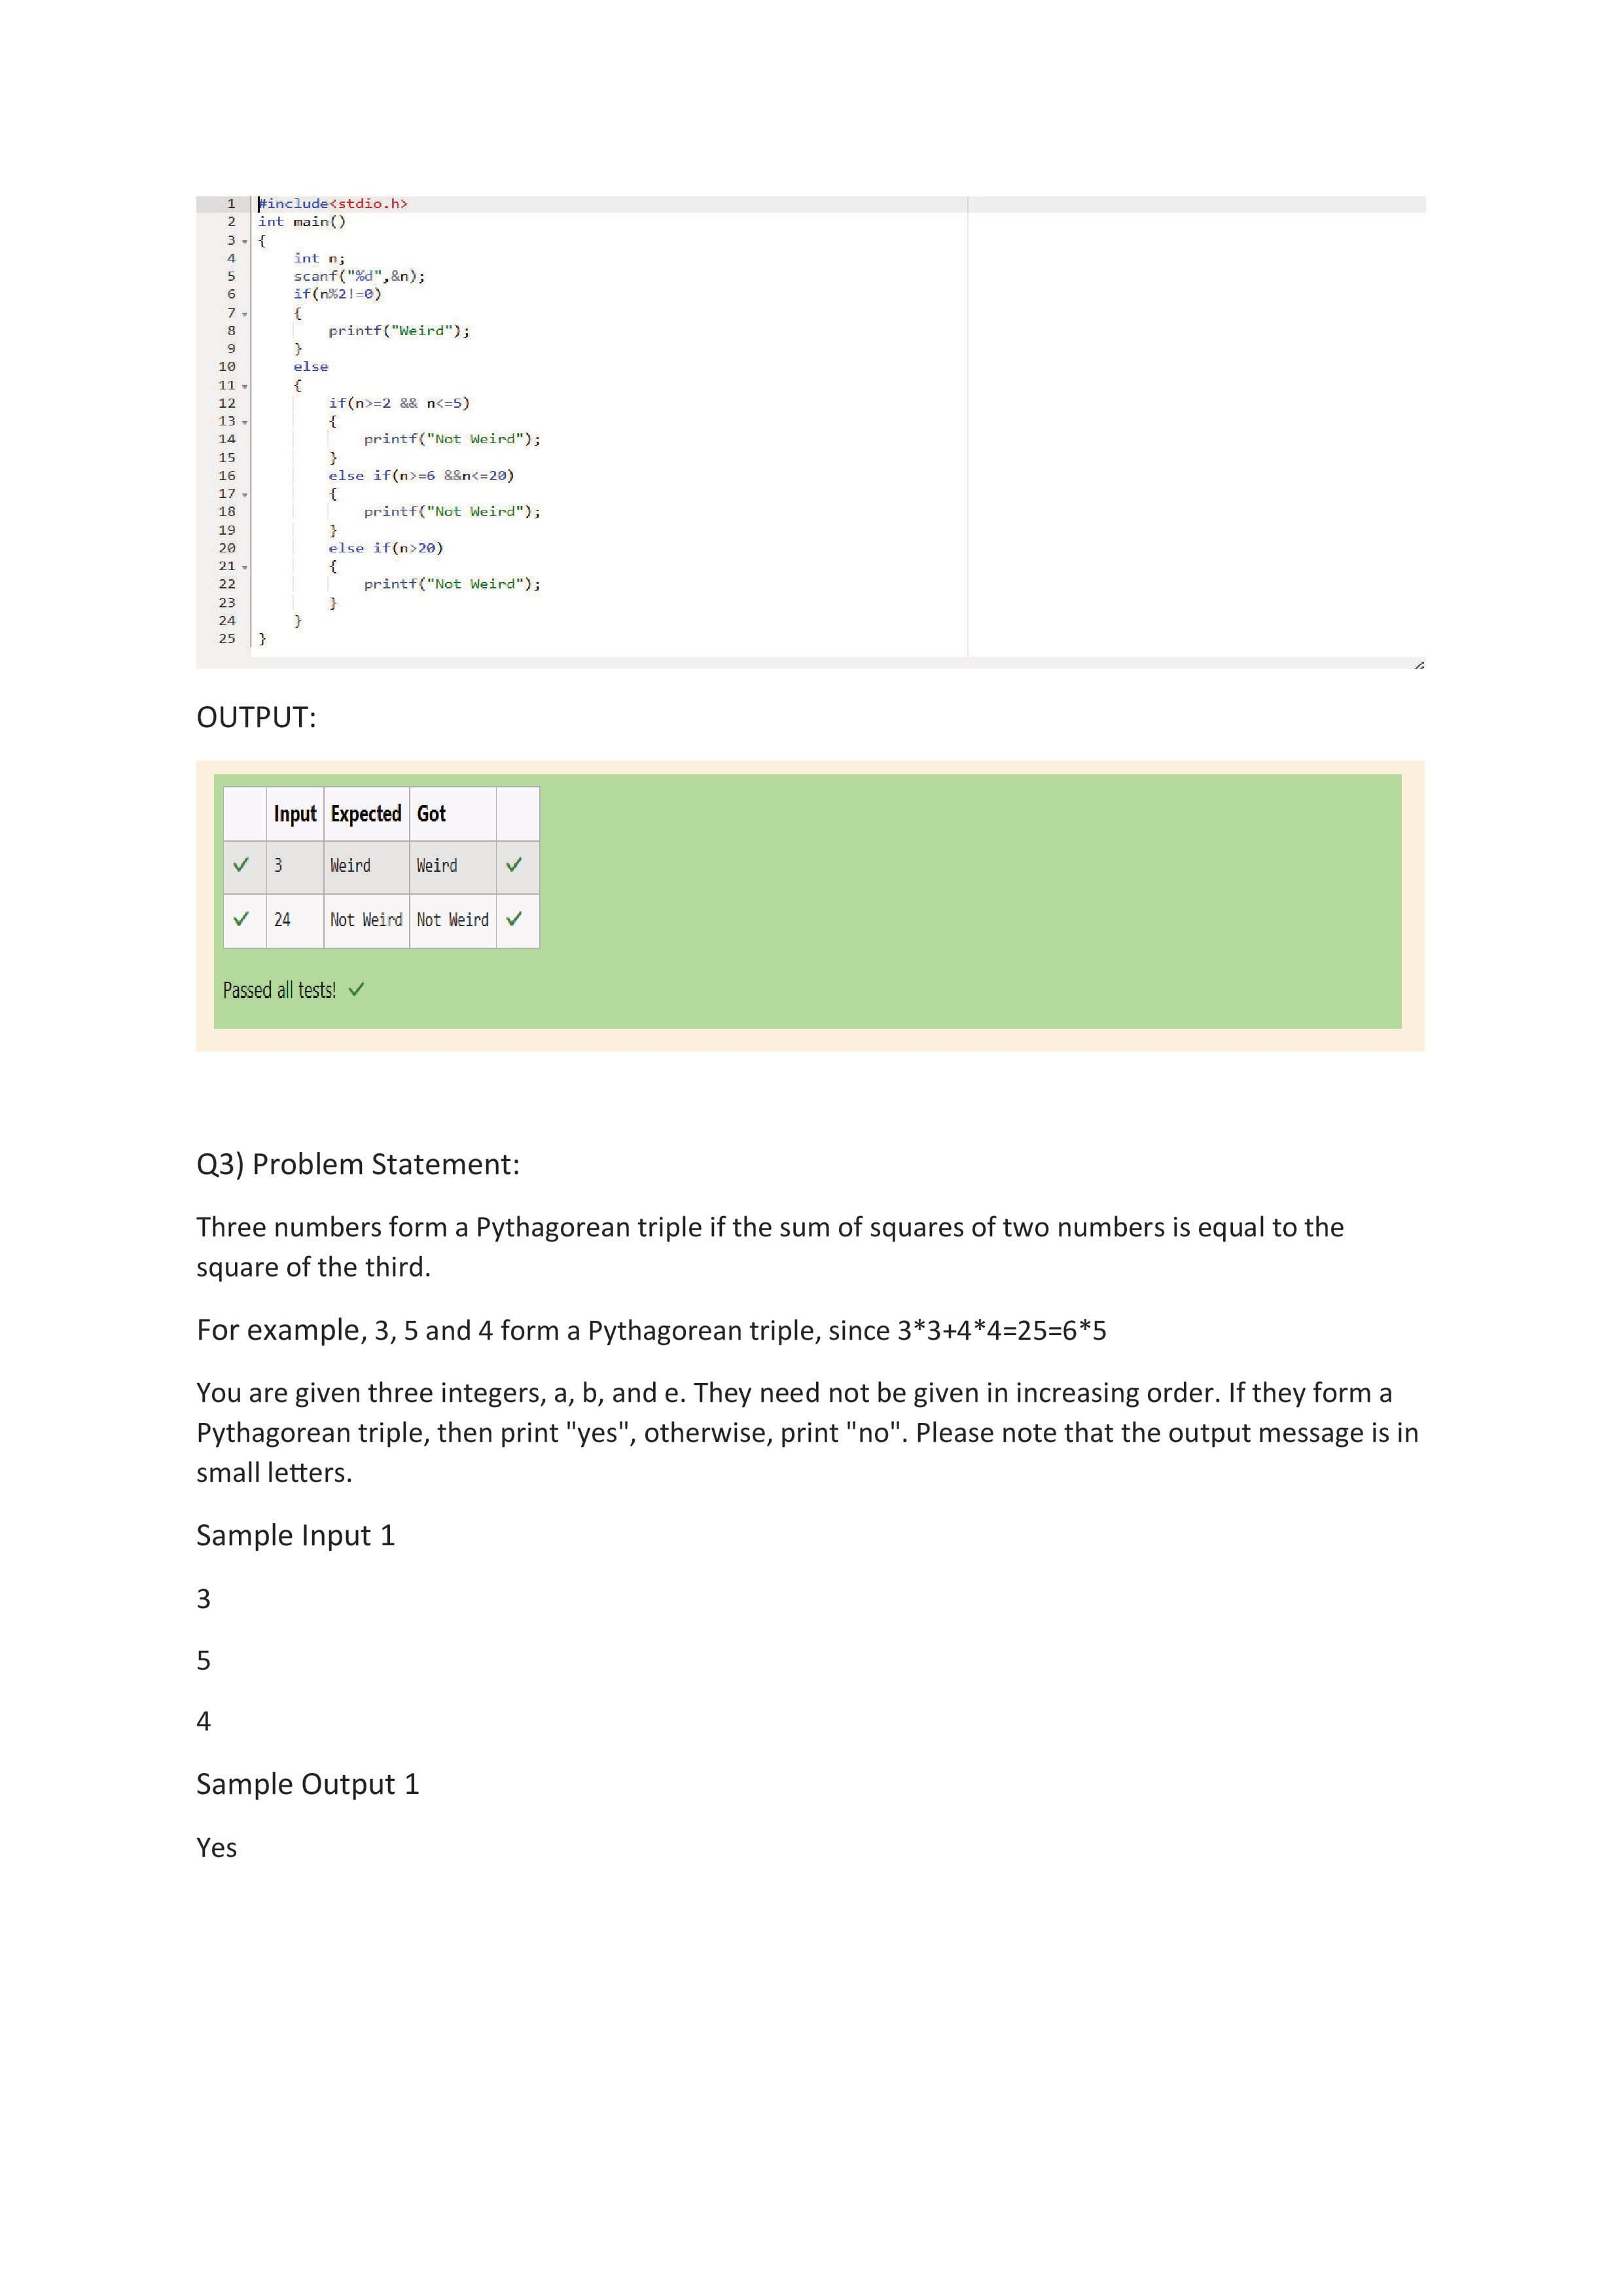 1 #include<stdio.h>
2 int main()
3 {
4 int n;
5 scanf("%d",&n);
6 if(n%2!=0)
7 {
8 printf("Weird");
9 }
10 else
11 {
12 if(n>=2 && n<=5)
13 {
14 printf("Not Weird");
15 }
16 else if(n>=6 &&n<=20)
17 {
18 printf("Not Weird");
19 }
20 else if(n>20)
21 {
22 printf("Not Weird");
23 }
24 }
25 }
OUTPUT:
Input Expected Got
3 Weird Weird
24 Not Weird Not Weird
Passed all tests!
Q3) Problem Statement:
Three numbers form a Pythagorean triple if the sum of squares of two numbers is equal to the
square of the third.
For example, 3, 5 and 4 form a Pythagorean triple, since 3*3+4*4=25=6*5
You are given three integers, a, b, and e. They need not be given in increasing order. If they form a
Pythagorean triple, then print "yes", otherwise, print "no". Please note that the output message is in
small letters.
Sample Input 1
3
5
4
Sample Output 1
Yes